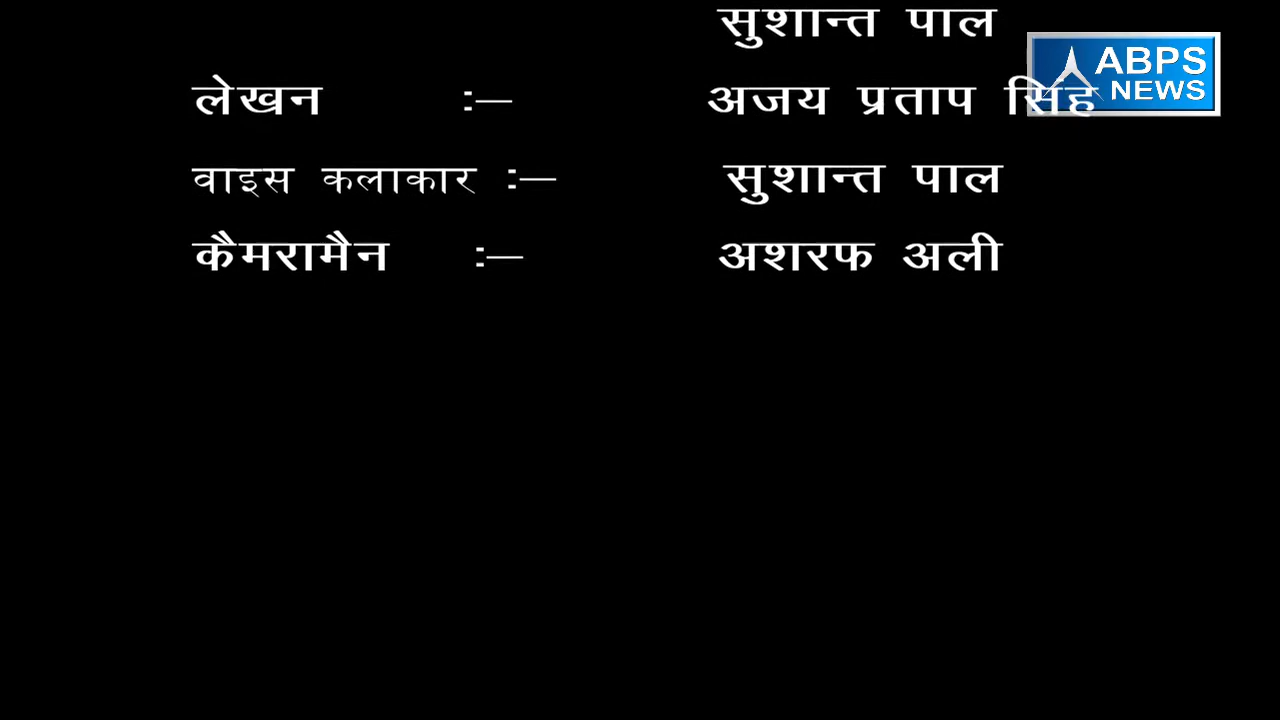 सुशान्त पाल
ABPS
NEWS
लेखन :— अजय प्रताप सिंह
वाइस कलाकार :— सुशान्त पाल
कैमरामैन :— अशरफ अली